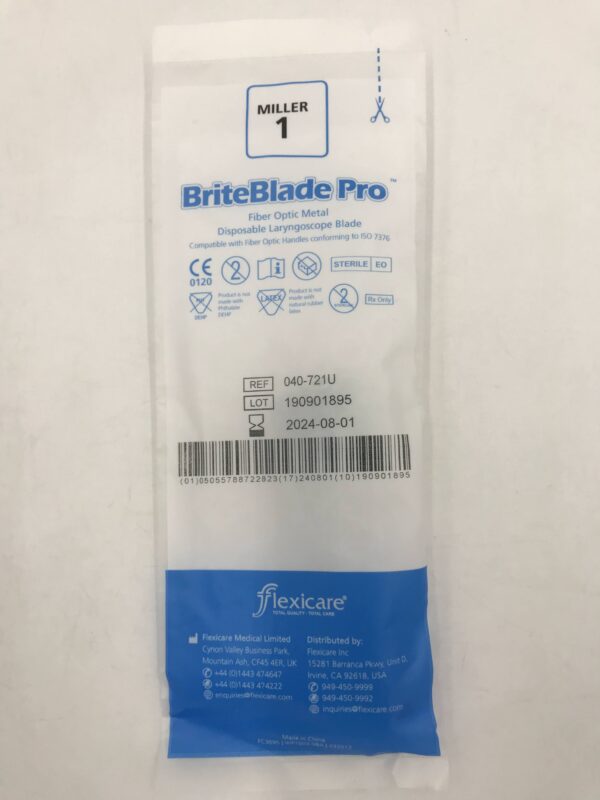 MILLER
1
BriteBlade Pro™
Fiber Optic Metal
Disposable Laryngoscope Blade
Compatible with Fiber Optic Handles conforming to ISO 7376
CE
0120
2
i
STERILE EO
PHT
DEHP
Product is not
made with
Phthalate
DEHP
LATEX
Product is not
made with
natural rubber
latex
2
Rx Only
REF 040-721U
LOT 190901895
2024-08-01
(01)05055788722823(17)240801(10)190901895
flexicare®
TOTAL QUALITY - TOTAL CARE
Flexicare Medical Limited
Cynon Valley Business Park,
Mountain Ash, CF45 4ER, UK
+44 (0)1443 474647
+44 (0)1443 474222
enquiries@flexicare.com
Distributed by:
Flexicare Inc
15281 Barranca Pkwy, Unit D,
Irvine, CA 92618, USA
949-450-9999
949-450-9992
inquiries@flexicare.com
Made in China